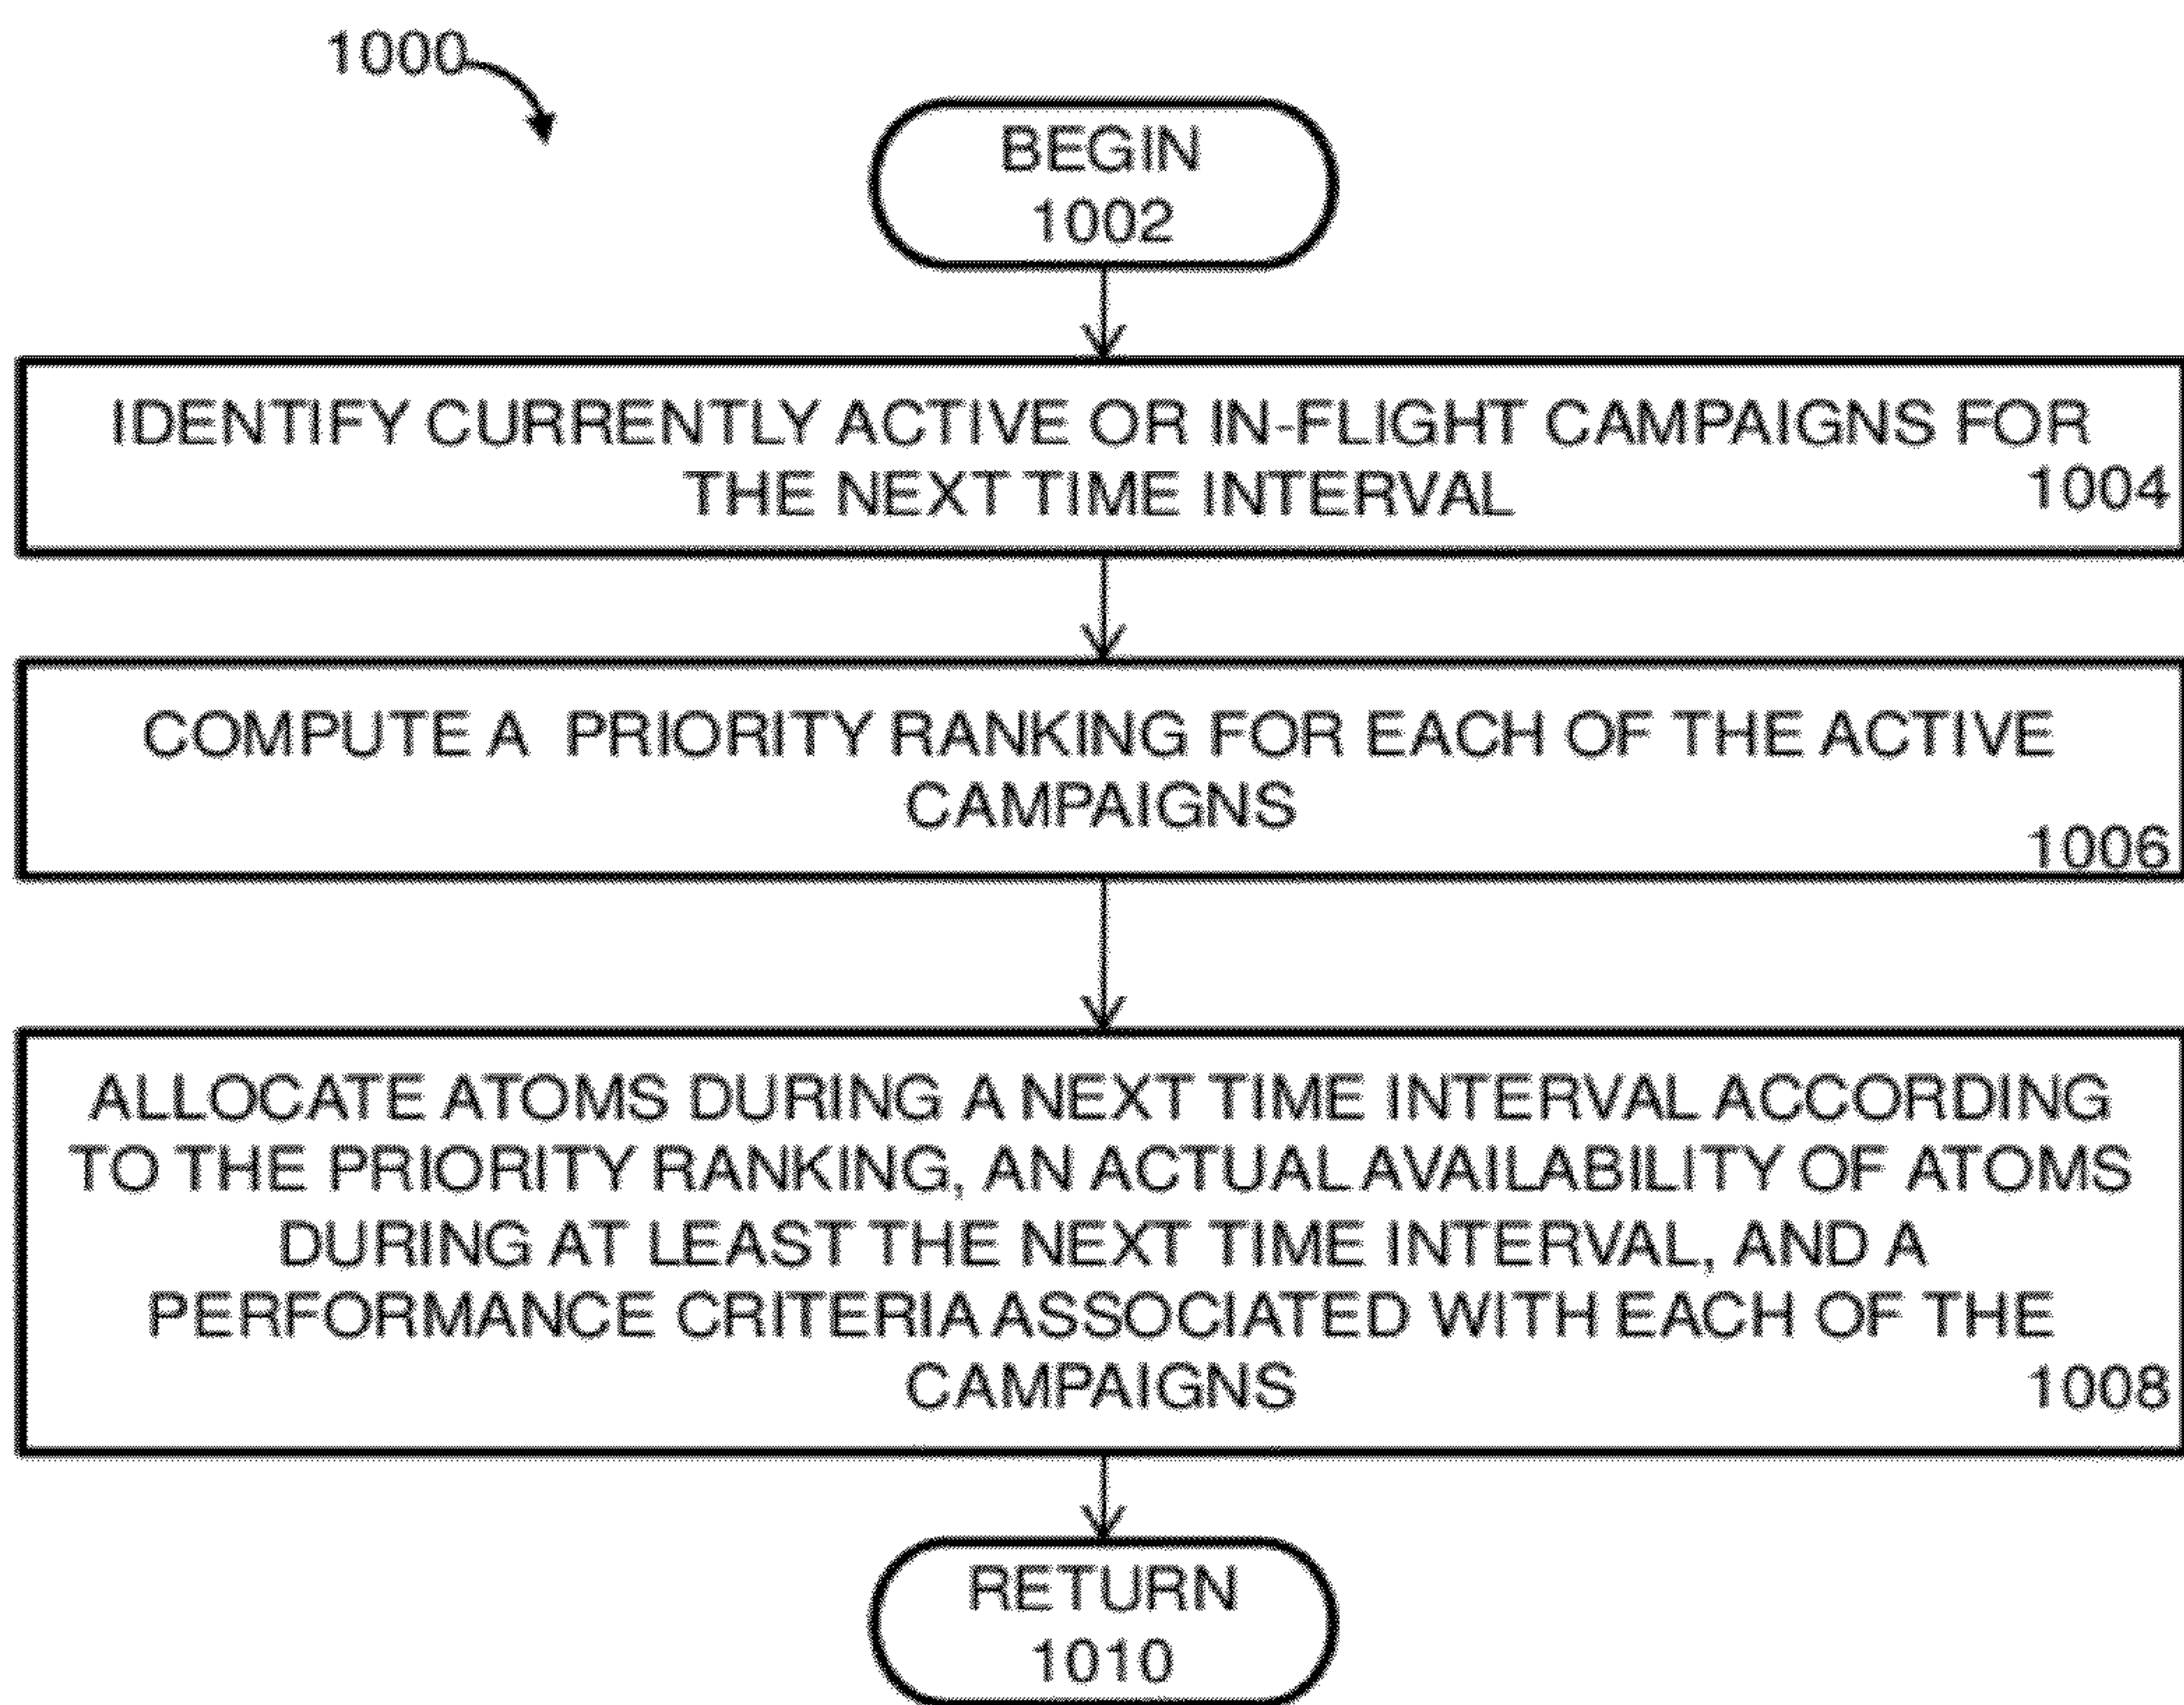 1000
BEGIN
1002
IDENTIFY CURRENTLY ACTIVE OR IN-FLIGHT CAMPAIGNS FOR
THE NEXT TIME INTERVAL
1004
COMPUTE A PRIORITY RANKING FOR EACH OF THE ACTIVE
CAMPAIGNS
1006
ALLOCATE ATOMS DURING A NEXT TIME INTERVAL ACCORDING
TO THE PRIORITY RANKING, AN ACTUAL AVAILABILITY OF ATOMS
DURING AT LEAST THE NEXT TIME INTERVAL, AND A
PERFORMANCE CRITERIA ASSOCIATED WITH EACH OF THE
CAMPAIGNS
1008
RETURN
1010